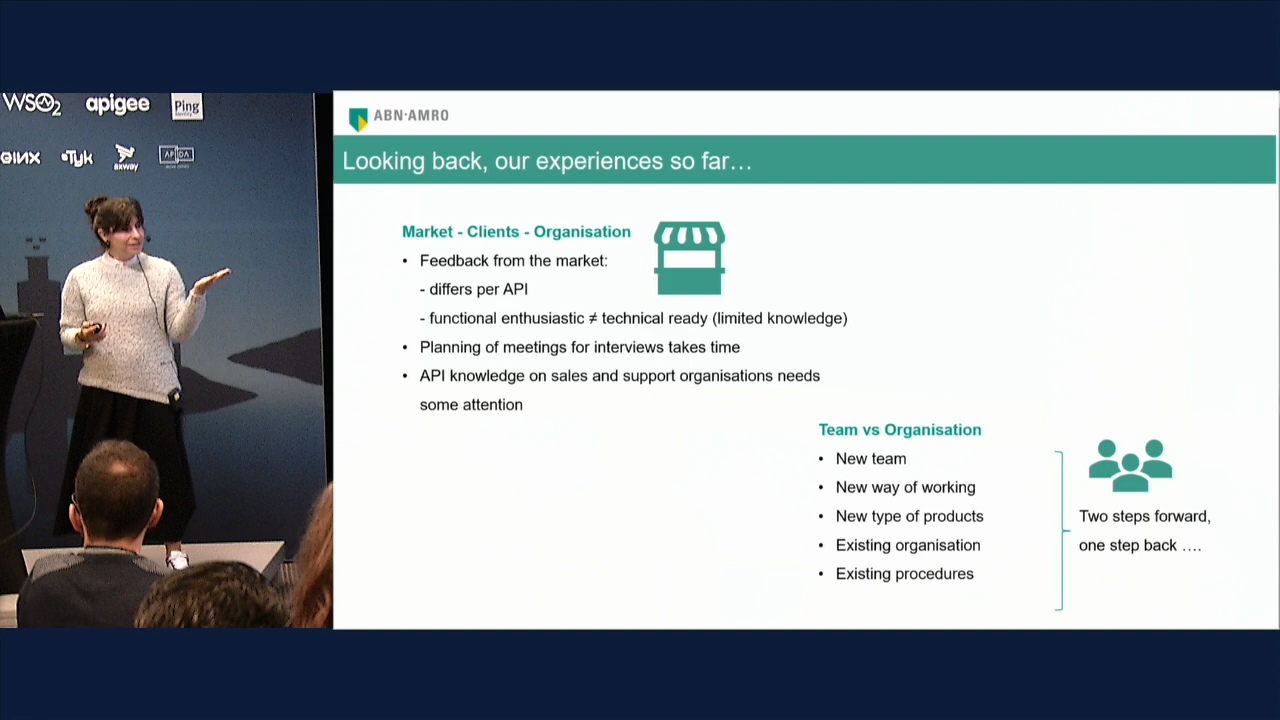 WSO2
apigee
Ping
Identity
Tyk
axway
ABN·AMRO
Looking back, our experiences so far…
Market - Clients - Organisation
• Feedback from the market:
- differs per API
- functional enthusiastic ≠ technical ready (limited knowledge)
• Planning of meetings for interviews takes time
• API knowledge on sales and support organisations needs
some attention
Team vs Organisation
• New team
• New way of working
• New type of products
• Existing organisation
• Existing procedures
Two steps forward,
one step back ….